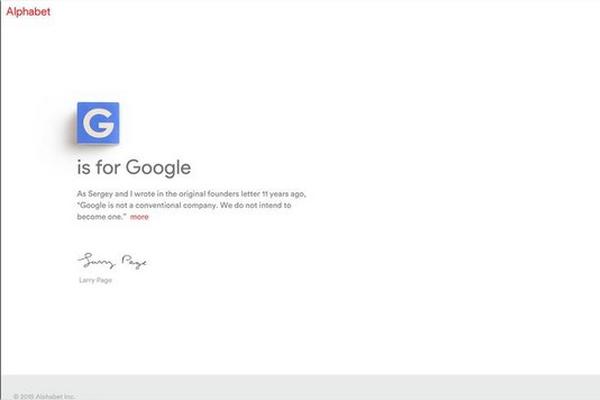 Alphabet
G
is for Google
As Sergey and I wrote in the original founders letter 11 years ago,
"Google is not a conventional company. We do not intend to
become one." more
Larry Page
Larry Page
© 2015 Alphabet Inc.